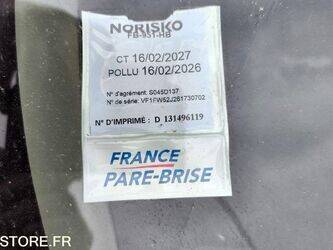 NORISKO
FB-931-HB
CT 16/02/2027
POLLU 16/02/2026
N° d'agrément: S045D137
N° de série: VF1FW52J261730702
N° D'IMPRIMÉ : D 131496119
FRANCE
PARE-BRISE
STORE.FR